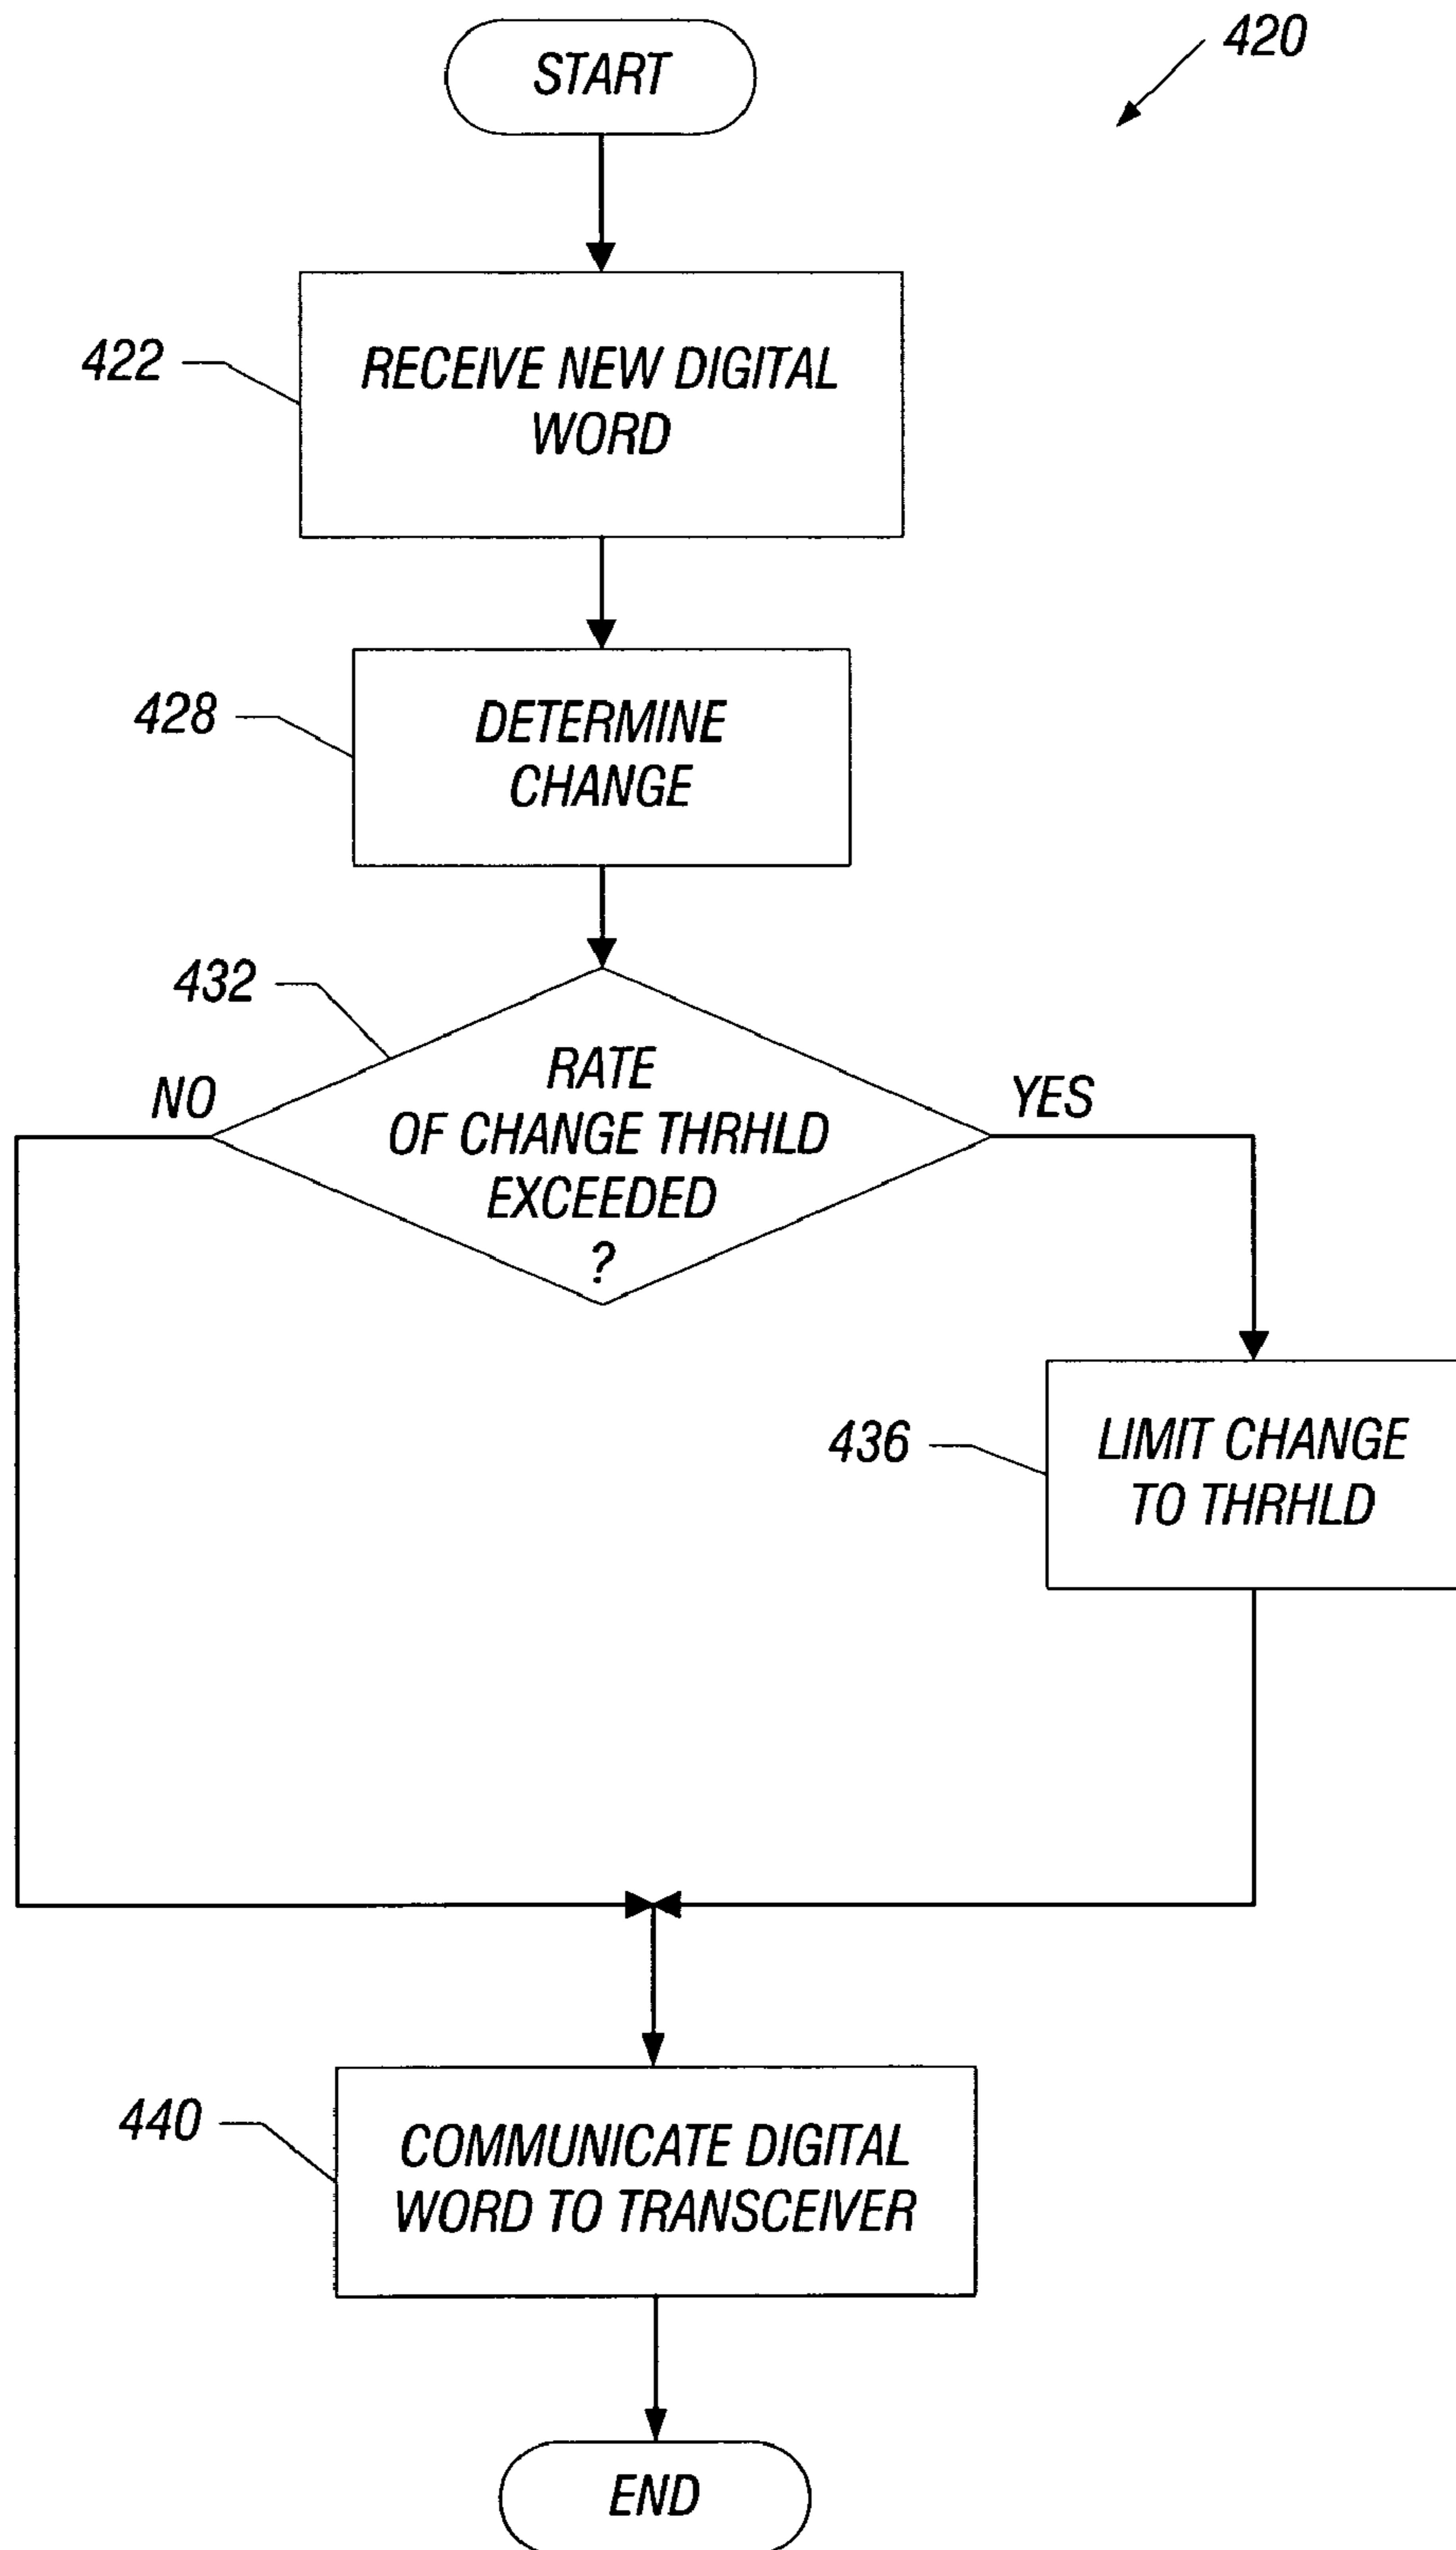 START
420
422
RECEIVE NEW DIGITAL
WORD
428
DETERMINE
CHANGE
432
NO
RATE
OF CHANGE THRHLD
EXCEEDED
?
YES
436
LIMIT CHANGE
TO THRHLD
440
COMMUNICATE DIGITAL
WORD TO TRANSCEIVER
END